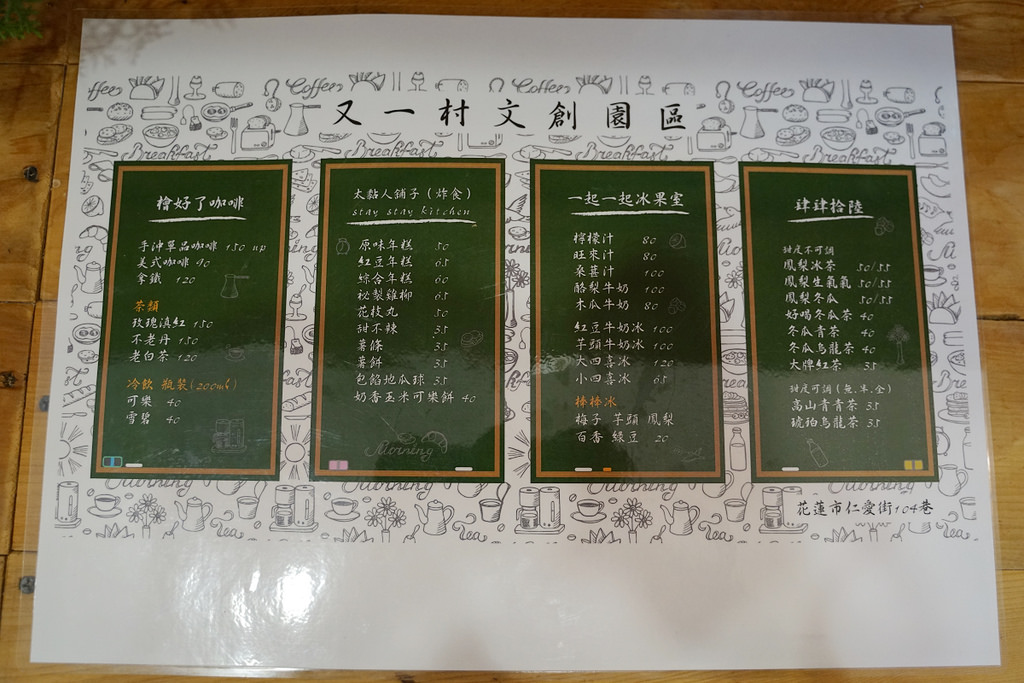 又一村文創園區
檜好了咖啡
手沖單品咖啡 150 up
美式咖啡 90
拿鐵 120
茶類
玫瑰滇紅 150
不老丹 150
老白茶 120
冷飲 瓶裝(200ml)
可樂 40
雪碧 40
太黏人舖子(炸食)
stay stay kitchen
原味年糕 50
紅豆年糕 65
綜合年糕 60
祕製雞柳 65
花枝丸 50
甜不辣 35
薯條 35
薯餅 35
包餡地瓜球 35
奶香玉米可樂餅 40
一起一起冰果室
檸檬汁 80
旺來汁 80
桑葚汁 100
酪梨牛奶 100
木瓜牛奶 80
紅豆牛奶冰 100
芋頭牛奶冰 100
大四喜冰 120
小四喜冰 65
棒棒冰
梅子 芋頭 鳳梨
百香 綠豆 20
肆肆拾陸
甜度不可調
鳳梨冰茶 50/55
鳳梨生氣氣 50/55
鳳梨冬瓜 50/55
好喝冬瓜茶 40
冬瓜青茶 40
冬瓜烏龍茶 40
大牌紅茶 35
甜度可調(無.半.全)
高山青青茶 35
琥珀烏龍茶 35
花蓮市仁愛街104巷
Coffee
Breakfast
Morning
tea